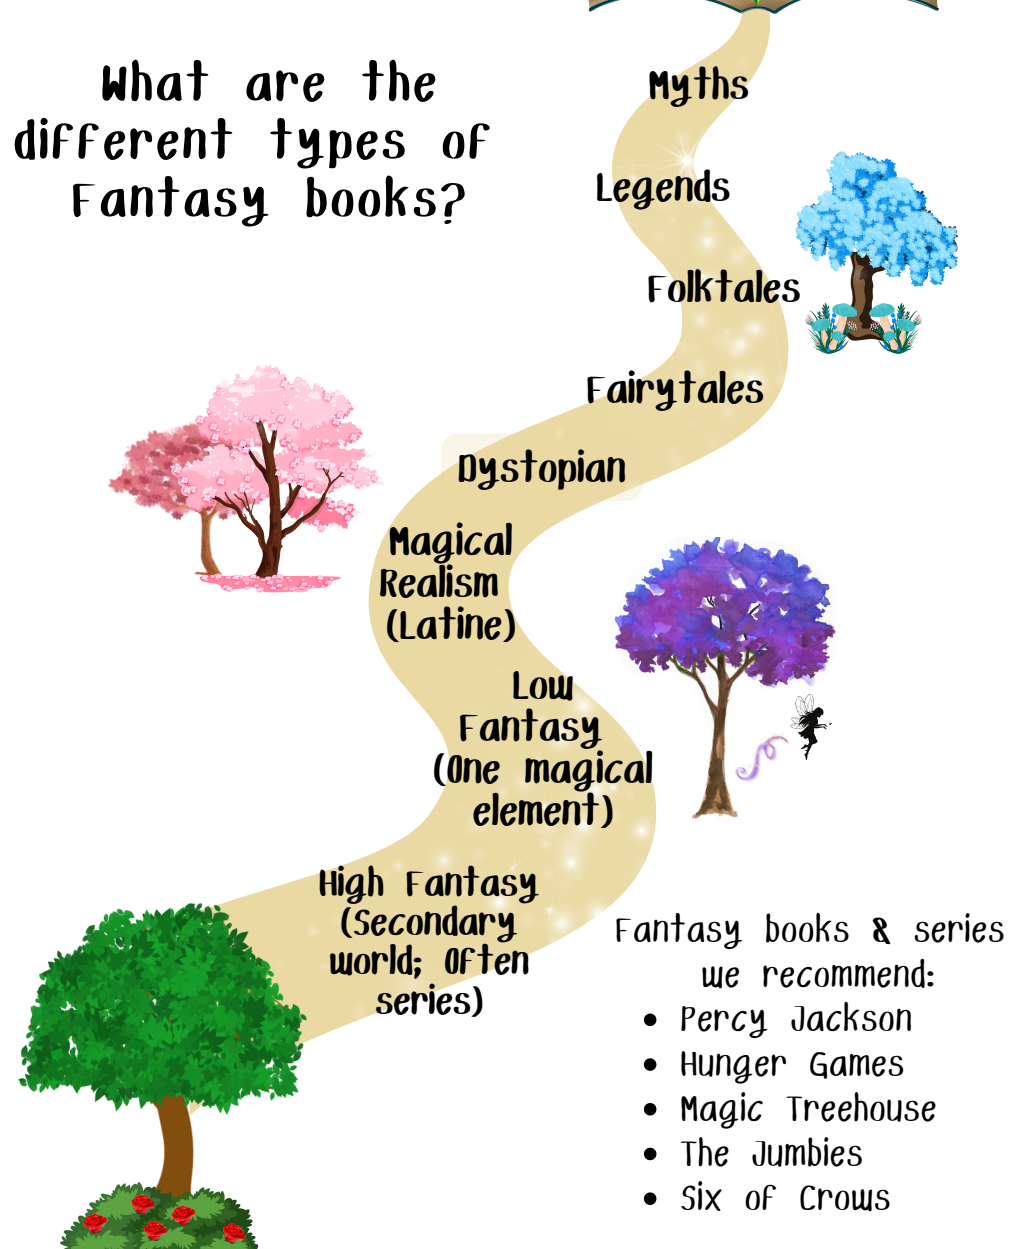 What are the
different types of
Fantasy books?
Myths
Legends
Folktales
Fairytales
Dystopian
Magical
Realism
(Latine)
Low
Fantasy
(One magical
element)
High Fantasy
(Secondary
world; Often
series)
Fantasy books & series
we recommend:
• Percy Jackson
• Hunger Games
• Magic Treehouse
• The Jumbies
• Six of Crows